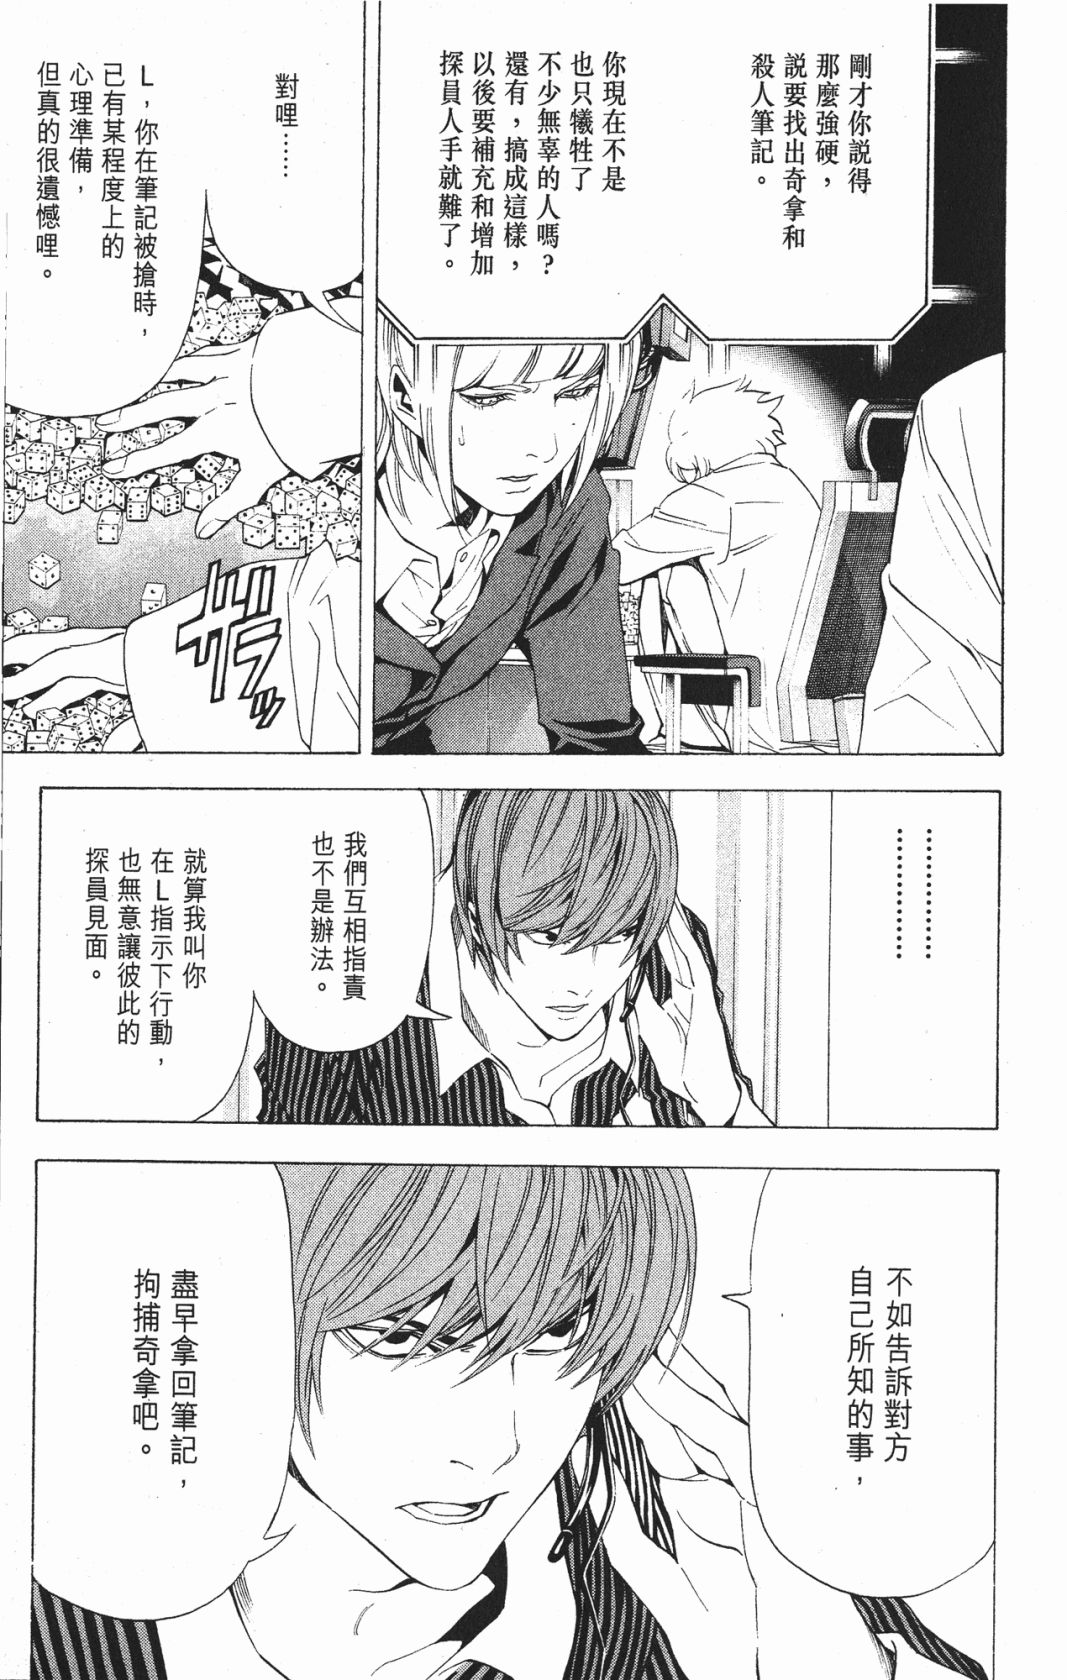 剛才你説得
那麼強硬，
説要找出奇拿和
殺人筆記。
你現在不是
也只犧牲了
不少無辜的人嗎？
還有，搞成這樣，
以後要補充和增加
探員人手就難了。
對哩……
L，你在筆記被搶時，
已有某程度上的
心理準備，
但真的很遺憾哩。
ザラッ
…………
…………
我們互相指責
也不是辦法。
就算我叫你
在L指示下行動，
也無意讓彼此的
探員見面。
不如告訴對方
自己所知的事，
盡早拿回筆記，
拘捕奇拿吧。